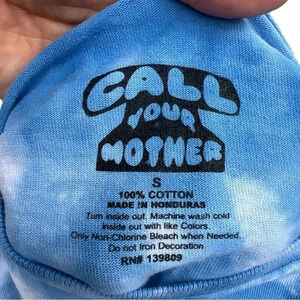 CALL
YOUR
MOTHER
S
100% COTTON
MADE IN HONDURAS
Turn inside out. Machine wash cold
inside out with like Colors.
Only Non-Chlorine Bleach when Needed.
Do not Iron Decoration
RN# 139809